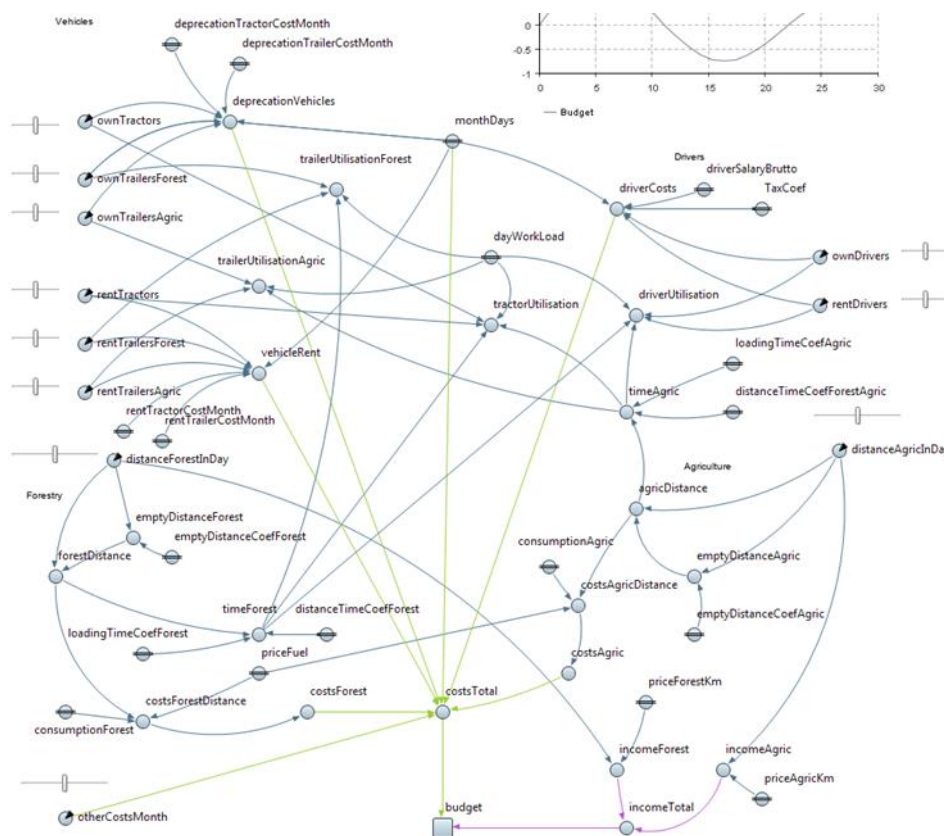 Vehicles
deprecationTractorCostMonth
deprecationTrailerCostMonth
0
-0.5
-1
0
5
10
15
20
25
30
Budget
deprecationVehicles
ownTractors
monthDays
trailerUtilisationForest
Drivers
driverSalaryBrutto
ownTrailersForest
driverCosts
TaxCoef
ownTrailersAgric
dayWorkLoad
trailerUtilisationAgric
ownDrivers
rentTractors
tractorUtilisation
driverUtilisation
rentDrivers
rentTrailersForest
vehicleRent
loadingTimeCoefAgric
rentTrailersAgric
timeAgric
distanceTimeCoefForestAgric
rentTractorCostMonth
rentTrailerCostMonth
distanceForestInDay
distanceAgricInDa
Forestry
Agriculture
agricDistance
emptyDistanceForest
emptyDistanceCoefForest
consumptionAgric
forestDistance
emptyDistanceAgric
costsAgricDistance
timeForest
distanceTimeCoefForest
emptyDistanceCoefAgric
loadingTimeCoefForest
priceFuel
costsAgric
costsForestDistance
costsForest
costsTotal
priceForestKm
consumptionForest
incomeForest
incomeAgric
priceAgricKm
otherCostsMonth
budget
incomeTotal